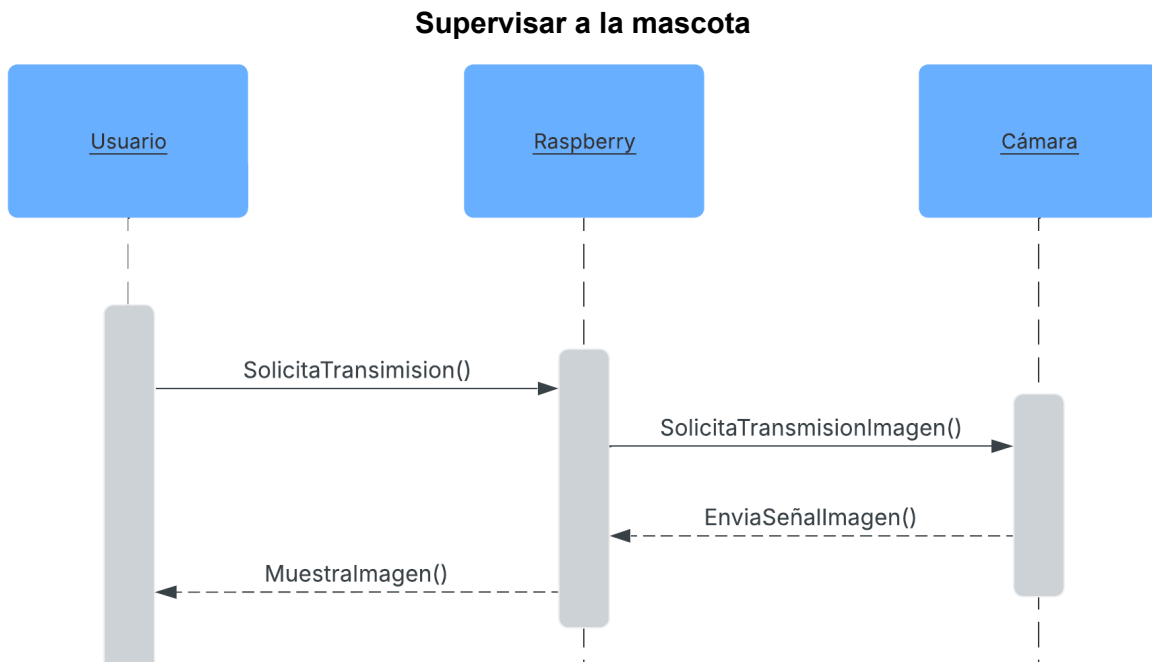 Supervisar a la mascota
Usuario
Raspberry
Cámara
SolicitaTransimision()
SolicitaTransmisionImagen()
EnviaSeñalImagen()
MuestraImagen()